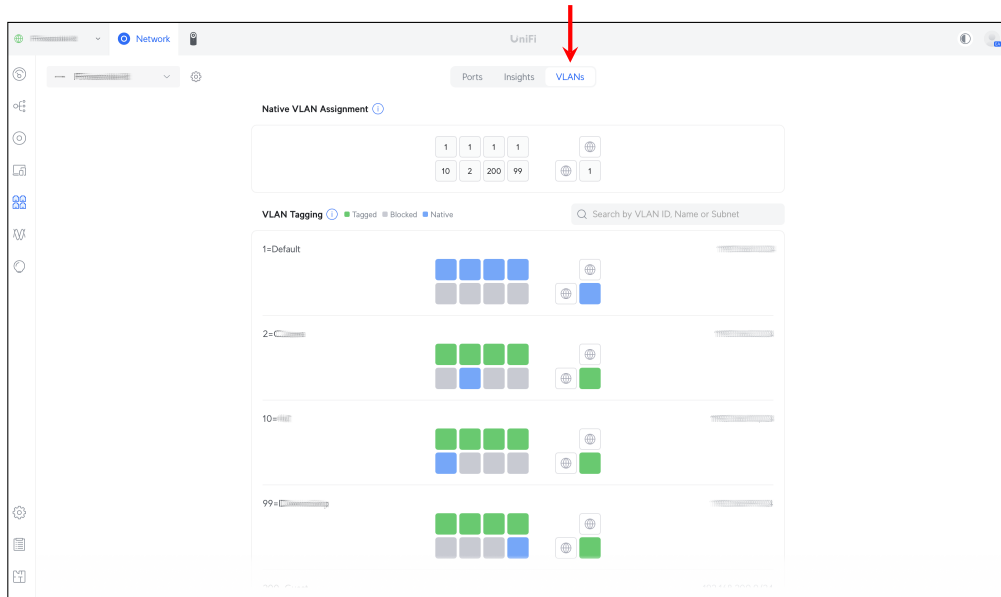 Network
UniFi
Ports Insights VLANs
Native VLAN Assignment
1 1 1 1
10 2 200 99 1
VLAN Tagging Tagged Blocked Native
Search by VLAN ID, Name or Subnet
1=Default
2=
10=
99=